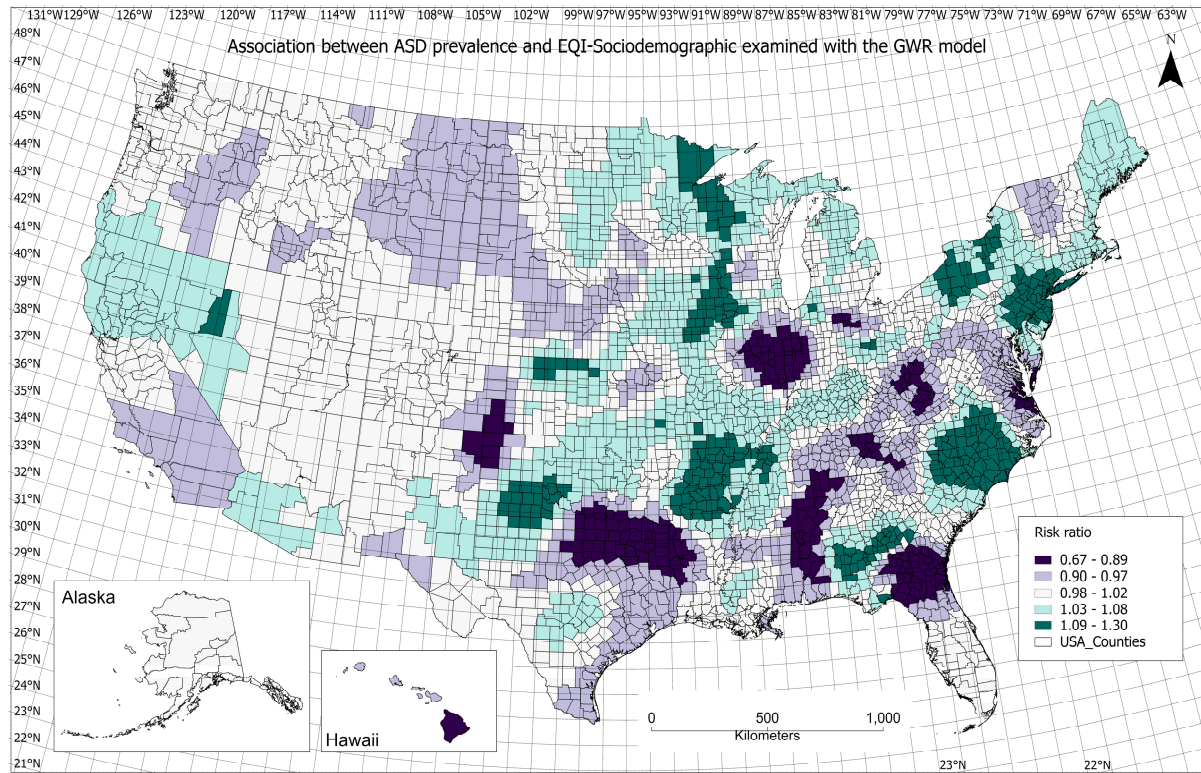 131°W129°W 126°W 123°W 120°W 117°W 114°W 111°W 108°W 105°W 102°W 99°W 96°W 93°W 91°W 89°W 87°W 85°W 83°W 81°W 79°W 77°W 75°W 73°W 71°W 69°W 67°W 65°W 63°W
Association between ASD prevalence and EQI-Sociodemographic examined with the GWR model
N
48°N
47°N
46°N
45°N
44°N
43°N
42°N
41°N
40°N
39°N
38°N
37°N
36°N
35°N
34°N
33°N
32°N
31°N
30°N
29°N
28°N
27°N
26°N
25°N
24°N
23°N
22°N
21°N
Alaska
Hawaii
0 500 1,000
Kilometers
Risk ratio
0.67 - 0.89
0.90 - 0.97
0.98 - 1.02
1.03 - 1.08
1.09 - 1.30
USA_Counties
23°N 22°N